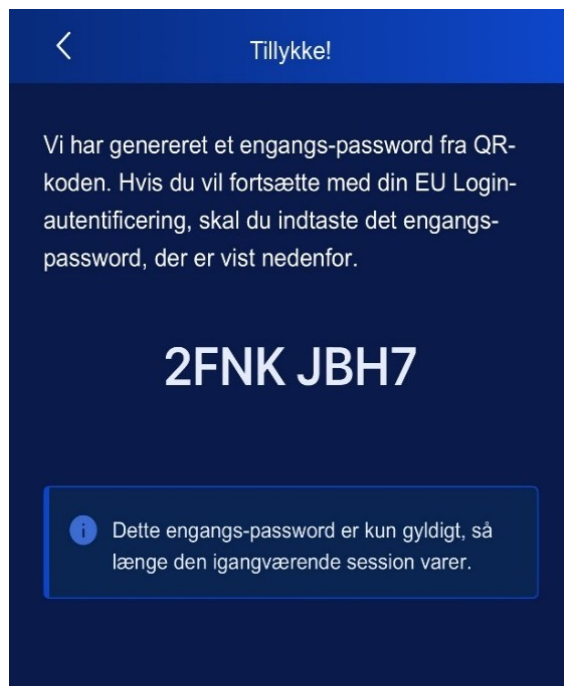 Tillykke!
Vi har genereret et engangs-password fra QR-
koden. Hvis du vil fortsætte med din EU Login-
autentificering, skal du indtaste det engangs-
password, der er vist nedenfor.
2FNK JBH7
Dette engangs-password er kun gyldigt, så
længe den igangværende session varer.